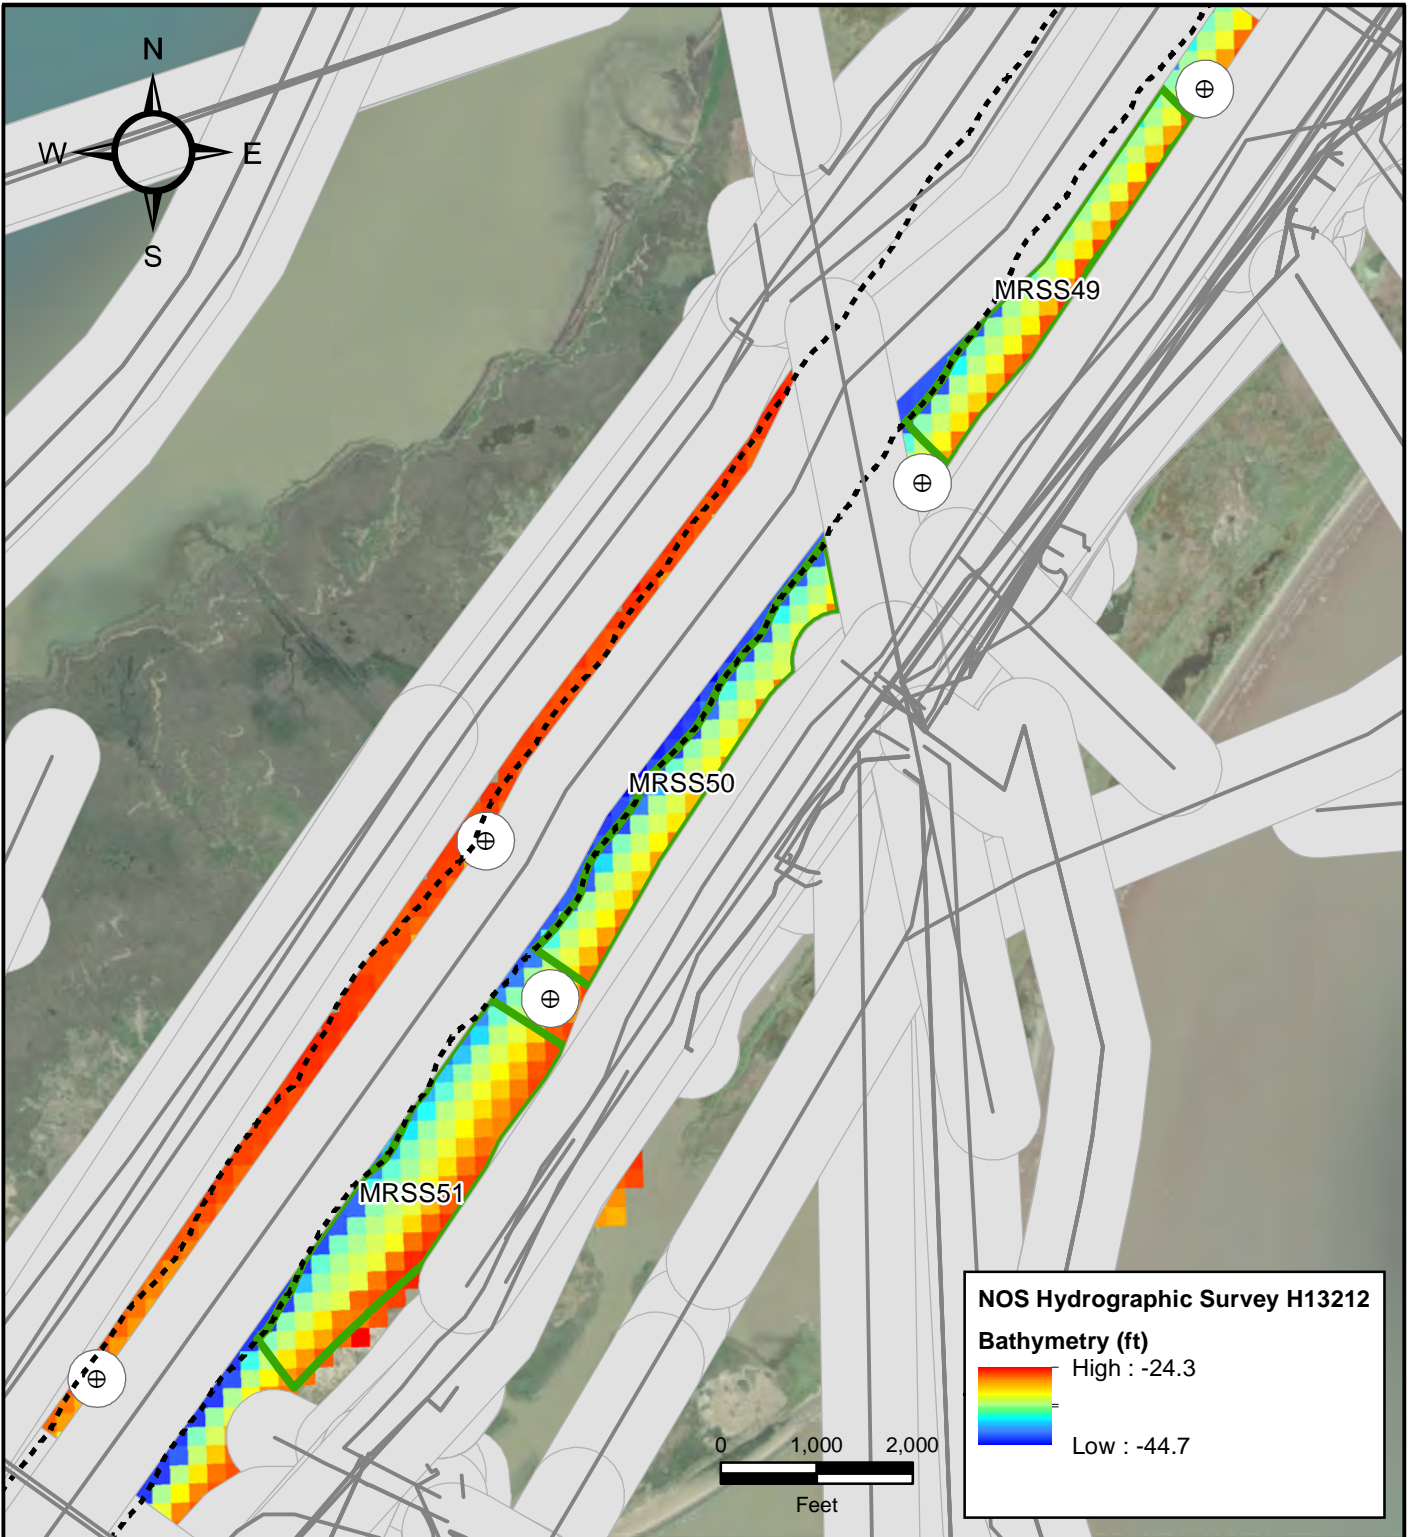 N
W E
S
MRSS49
MRSS50
MRSS51
NOS Hydrographic Survey H13212
Bathymetry (ft)
High : -24.3
Low : -44.7
0 1,000 2,000
Feet